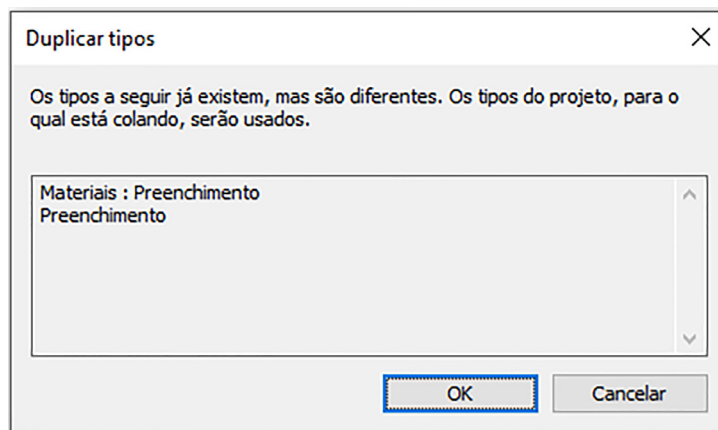 Duplicar tipos
Os tipos a seguir já existem, mas são diferentes. Os tipos do projeto, para o
qual está colando, serão usados.
Materiais : Preenchimento
Preenchimento
OK
Cancelar